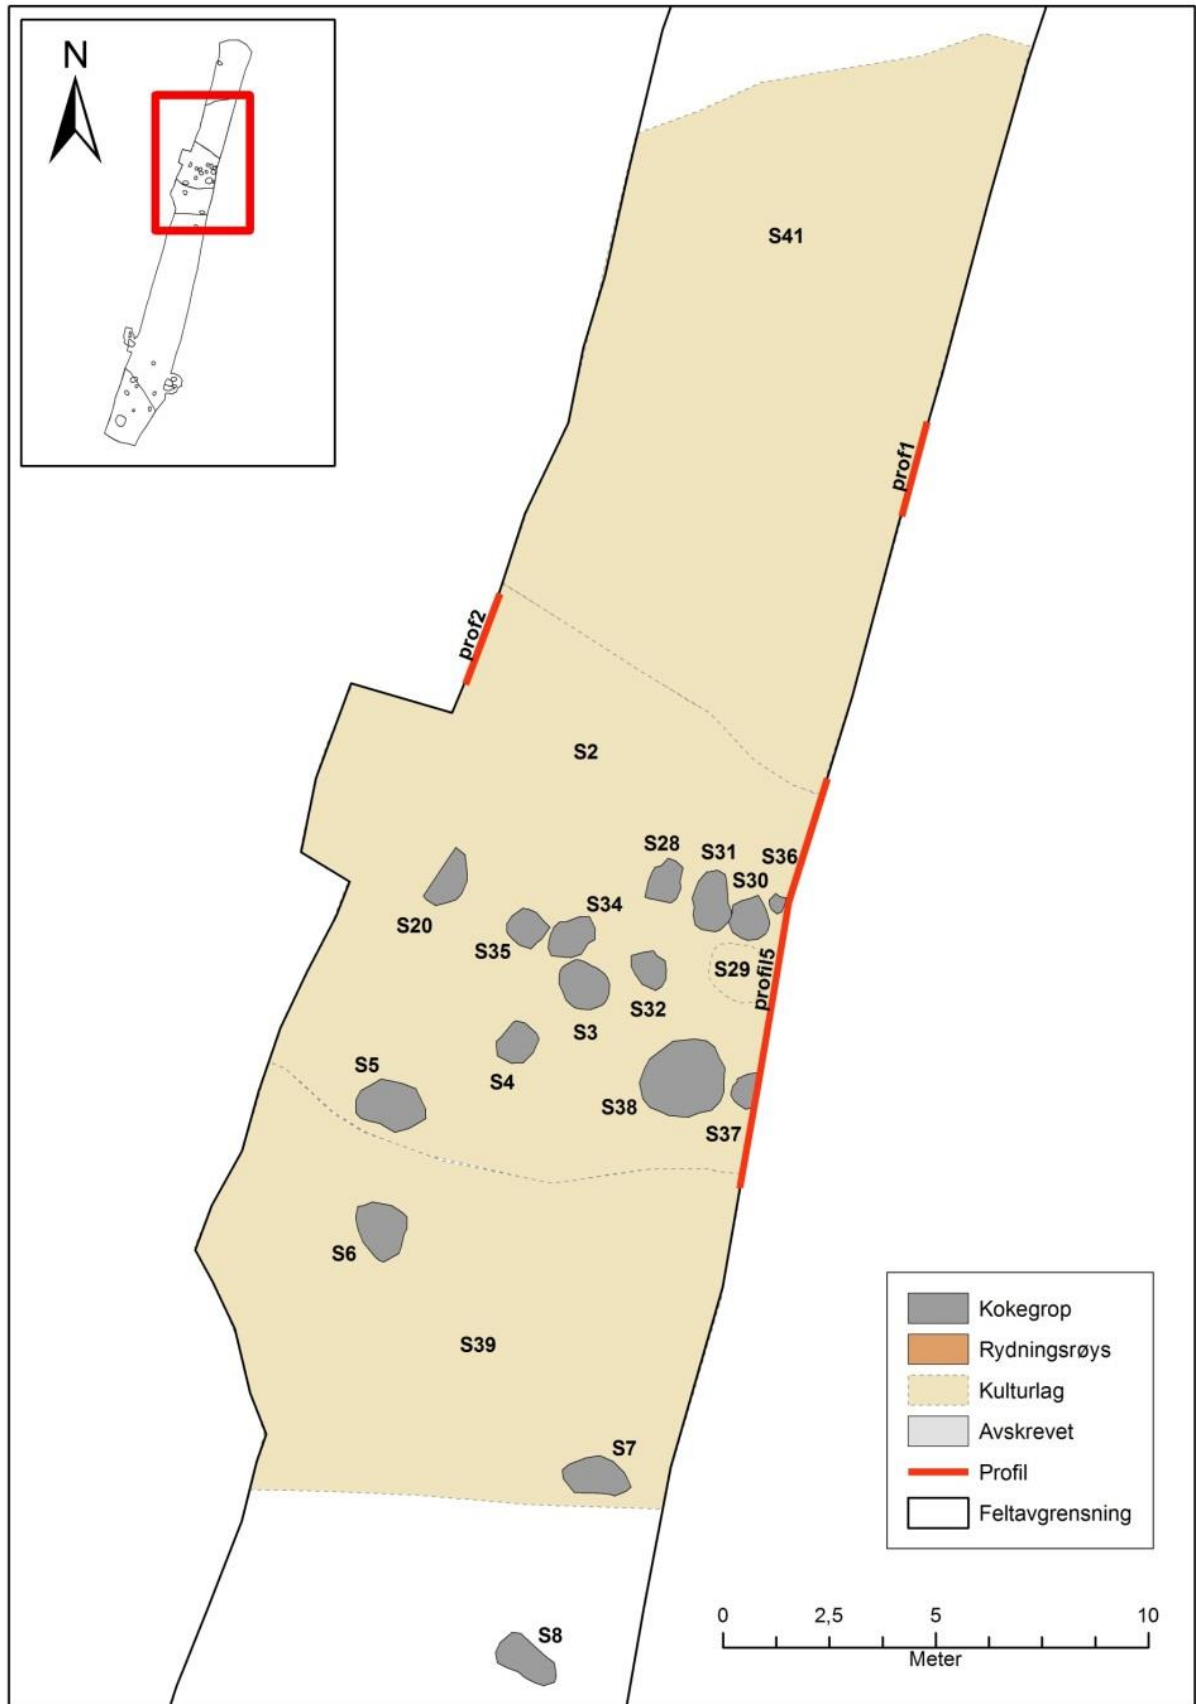 N
S41
prof1
prof2
S2
S28
S31
S36
S30
S34
S20
S35
S29
profil5
S32
S3
S5
S4
S38
S37
S6
S39
S7
S8
Kokegrop
Rydningsrøys
Kulturlag
Avskrevet
Profil
Feltavgrensning
0 2,5 5 10
Meter